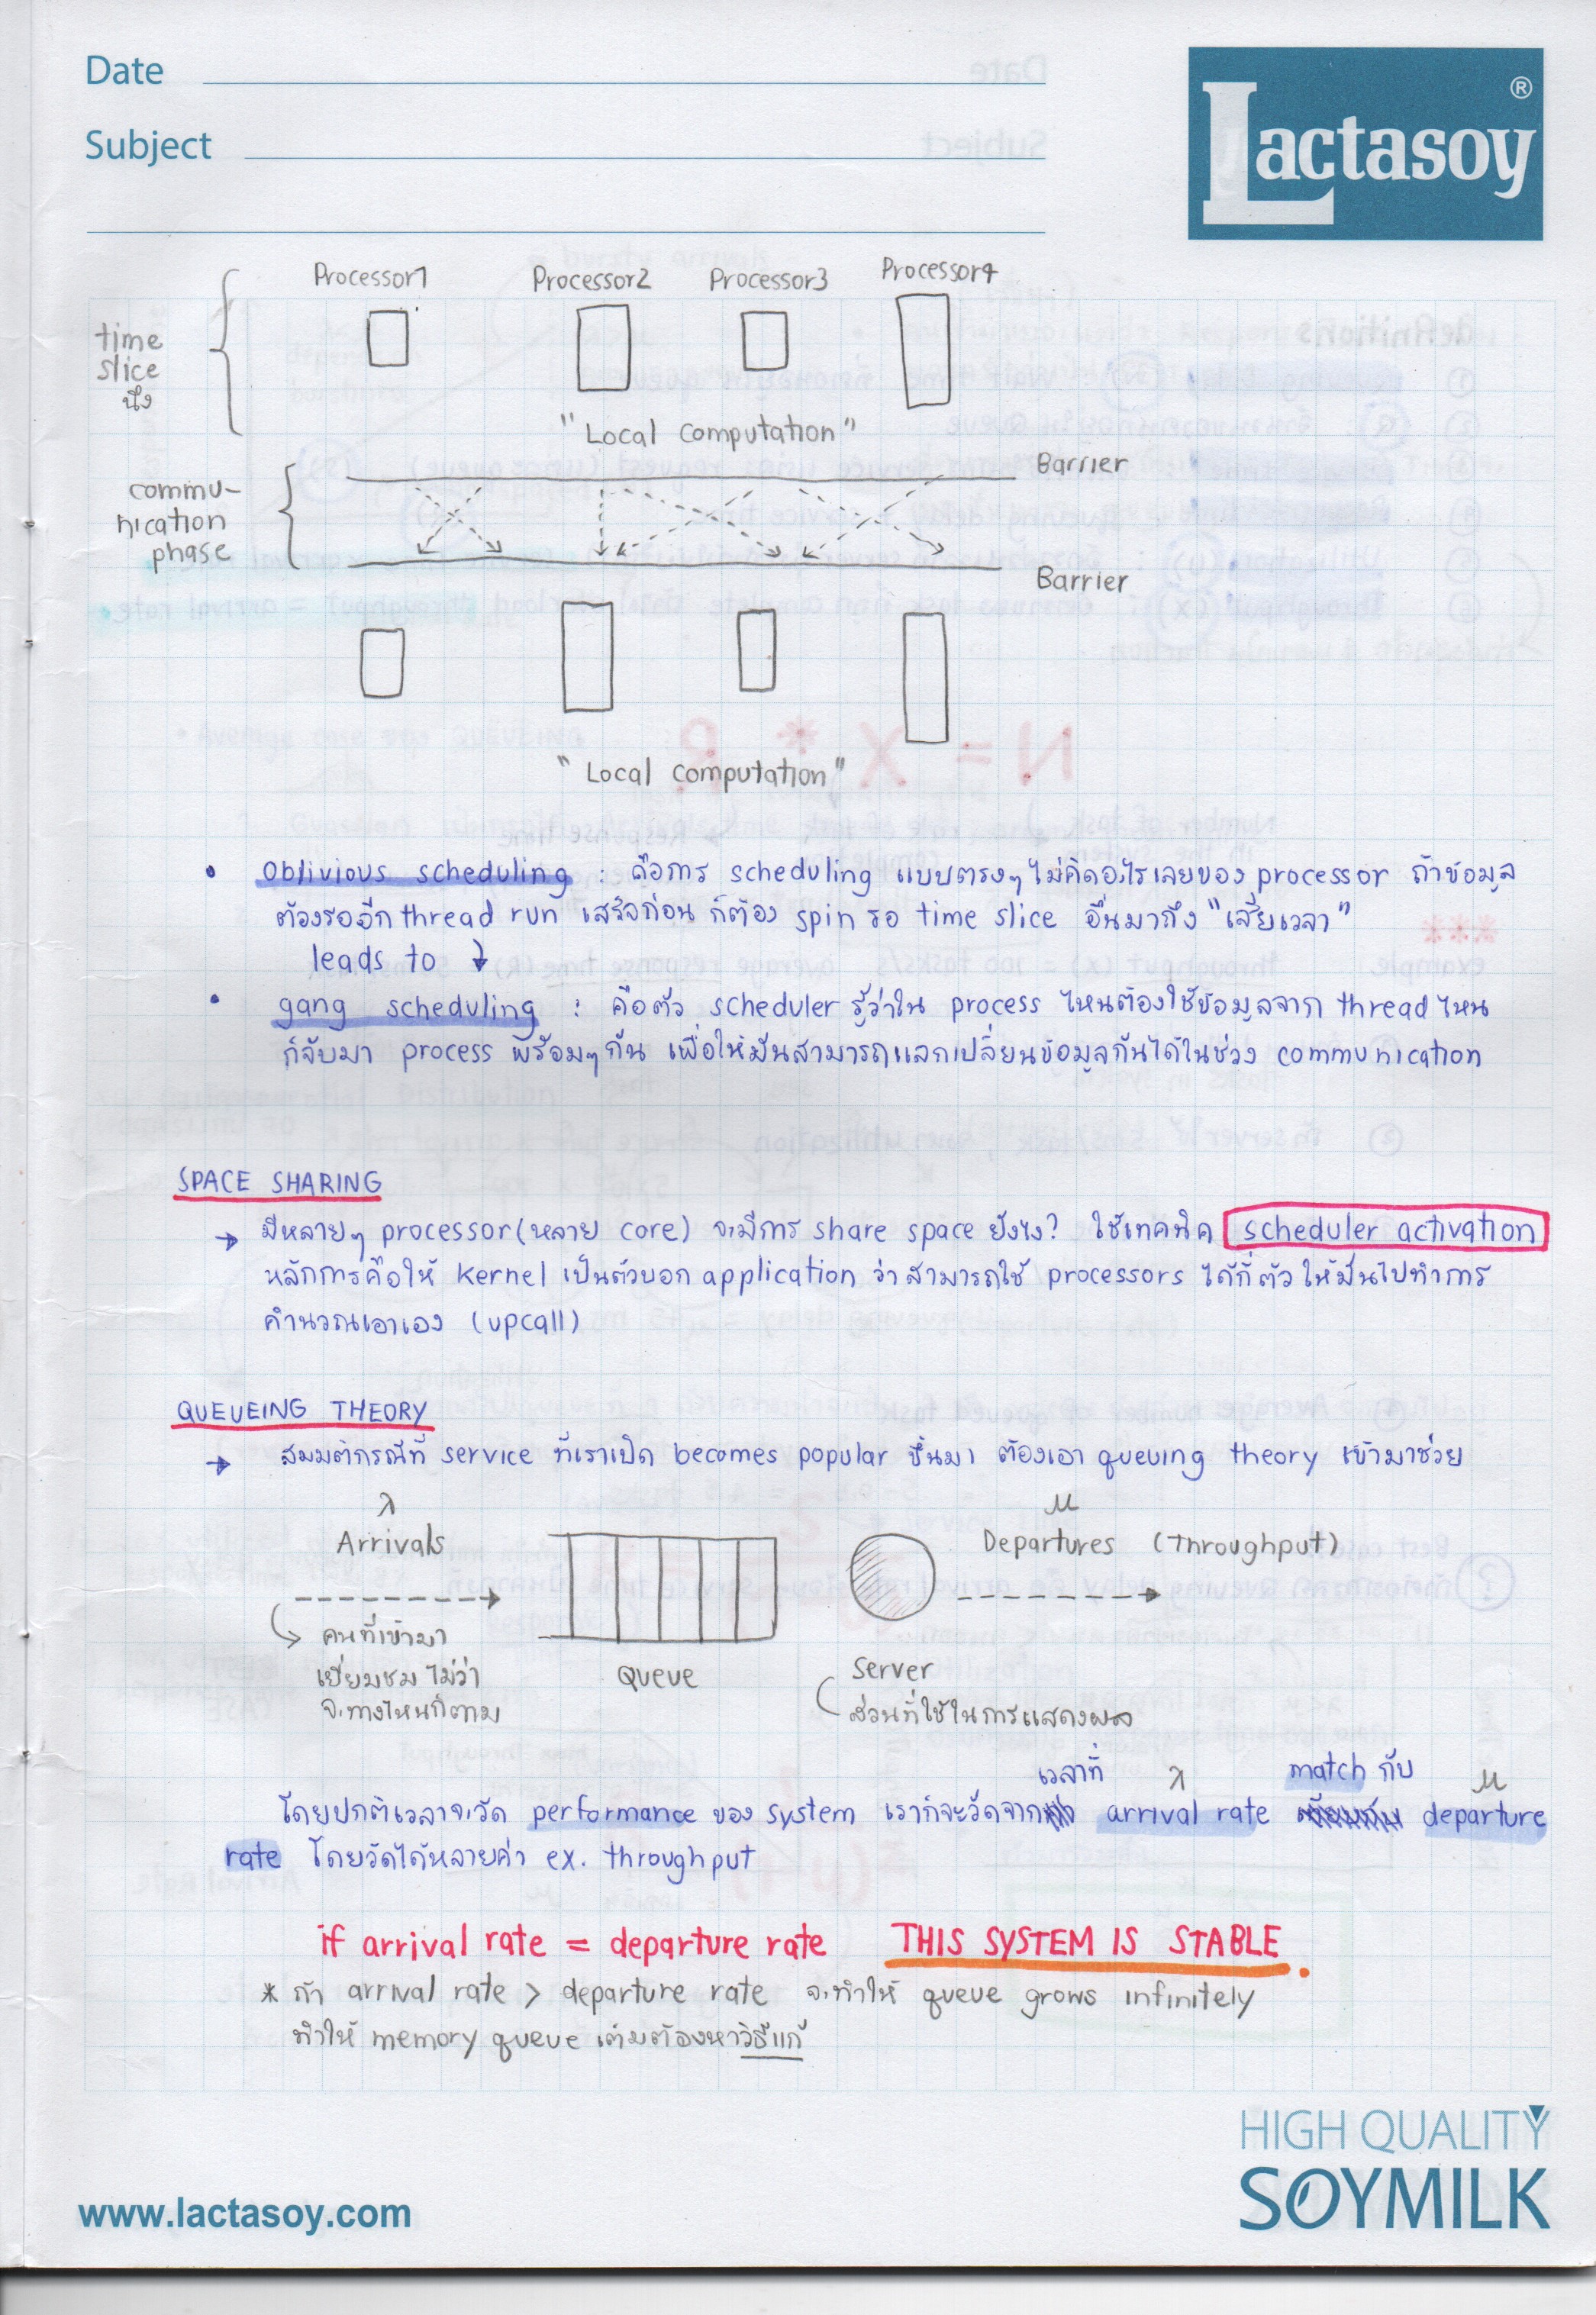 Date
Subject
Lactasoy ®
Processor1 Processor2 Processor3 Processor4
time
slice
นึง
"Local computation"
Barrier
commu-
nication
phase
Barrier
"Local computation"
• oblivious scheduling : คือการ scheduling แบบตรงๆ ไม่คิดอะไรเลยของ processor ถ้าข้อมูล
ต้องรออีก thread run เสร็จก่อน ก็ต้อง spin รอ time slice อื่นมาถึง "เสียเวลา"
leads to ↓
• gang scheduling : คือตัว scheduler รู้ว่าใน process ไหนต้องใช้ข้อมูลจาก thread ไหน
ก็จับมา process พร้อมๆ กัน เพื่อให้มันสามารถแลกเปลี่ยนข้อมูลกันได้ในช่วง communication
SPACE SHARING
→ มีหลายๆ processor (หลาย core) จะมีการ share space ยังไง? ใช้เทคนิค scheduler activation
หลักการคือให้ kernel เป็นตัวบอก application ว่าสามารถใช้ processors ได้กี่ตัว ให้มันไปทำการ
คำนวณเอาเอง (upcall)
QUEUEING THEORY
→ สมมติกรณีที่ service ที่เราเปิด becomes popular ขึ้นมา ต้องเอา queuing theory เข้ามาช่วย
λ μ
Arrivals Departures (Throughput)
คนที่เข้ามา
เยี่ยมชม ไม่ว่า
จะทางไหนก็ตาม
Queue
Server
ส่วนที่ใช้ในการแสดงผล
เวลาที่ λ match กับ μ
โดยปกติเวลาจะวัด performance ของ system เราก็จะวัดจาก arrival rate departure
rate โดยวัดได้หลายค่า ex. throughput
if arrival rate = departure rate THIS SYSTEM IS STABLE.
* ถ้า arrival rate > departure rate จะทำให้ queue grows infinitely
ทำให้ memory queue เต็มต้องหาวิธีแก้
HIGH QUALITY
SOYMILK
www.lactasoy.com